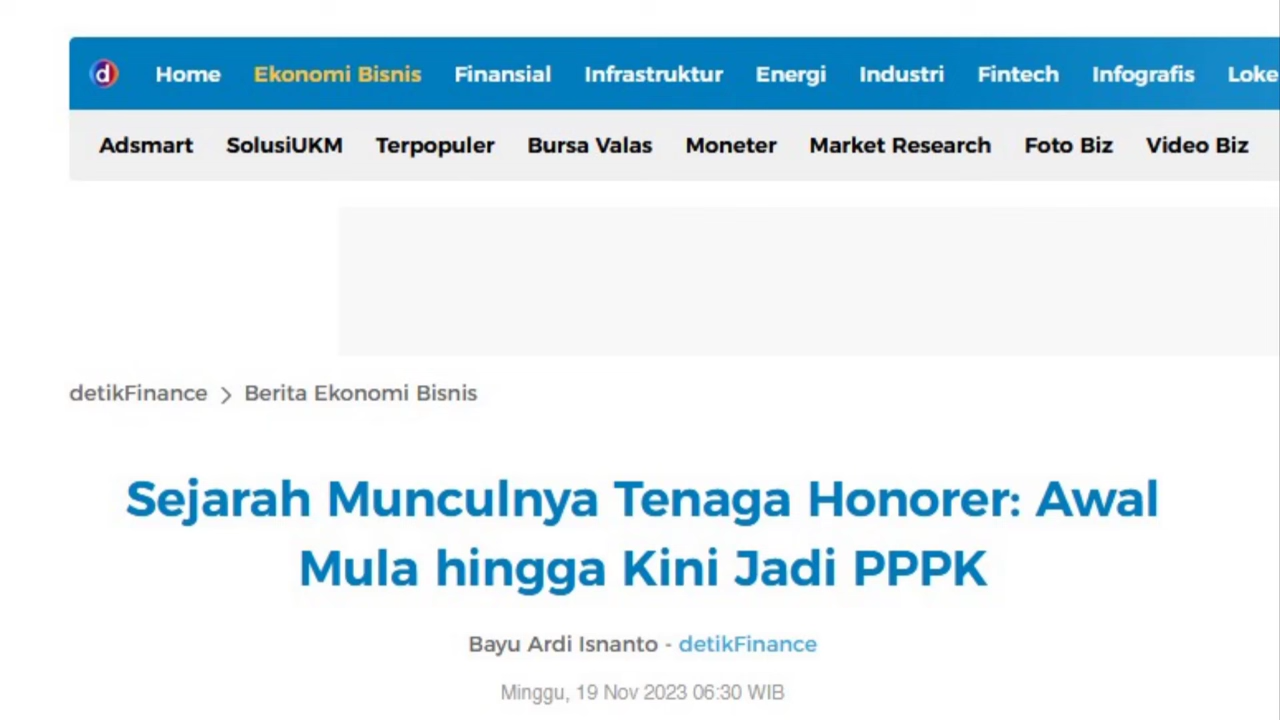 d Home Ekonomi Bisnis Finansial Infrastruktur Energi Industri Fintech Infografis Loke
Adsmart SolusiUKM Terpopuler Bursa Valas Moneter Market Research Foto Biz Video Biz
detikFinance > Berita Ekonomi Bisnis
Sejarah Munculnya Tenaga Honorer: Awal
Mula hingga Kini Jadi PPPK
Bayu Ardi Isnanto - detikFinance
Minggu, 19 Nov 2023 06:30 WIB